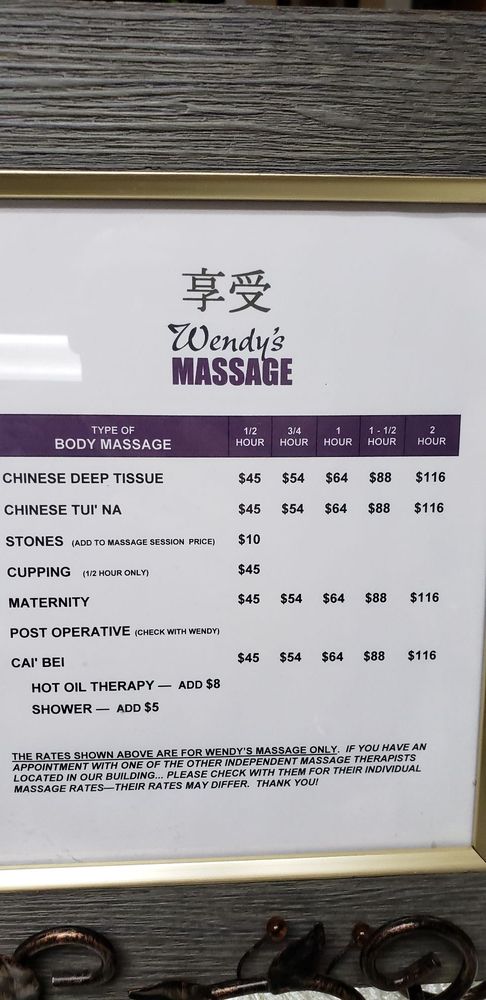 享受
Wendy's
MASSAGE
TYPE OF BODY MASSAGE 1/2 HOUR 3/4 HOUR 1 HOUR 1 - 1/2 HOUR 2 HOUR
CHINESE DEEP TISSUE $45 $54 $64 $88 $116
CHINESE TUI' NA $45 $54 $64 $88 $116
STONES (ADD TO MASSAGE SESSION PRICE) $10
CUPPING (1/2 HOUR ONLY) $45
MATERNITY $45 $54 $64 $88 $116
POST OPERATIVE (CHECK WITH WENDY)
CAI' BEI $45 $54 $64 $88 $116
HOT OIL THERAPY — ADD $8
SHOWER — ADD $5
THE RATES SHOWN ABOVE ARE FOR WENDY'S MASSAGE ONLY. IF YOU HAVE AN
APPOINTMENT WITH ONE OF THE OTHER INDEPENDENT MASSAGE THERAPISTS
LOCATED IN OUR BUILDING... PLEASE CHECK WITH THEM FOR THEIR INDIVIDUAL
MASSAGE RATES—THEIR RATES MAY DIFFER. THANK YOU!